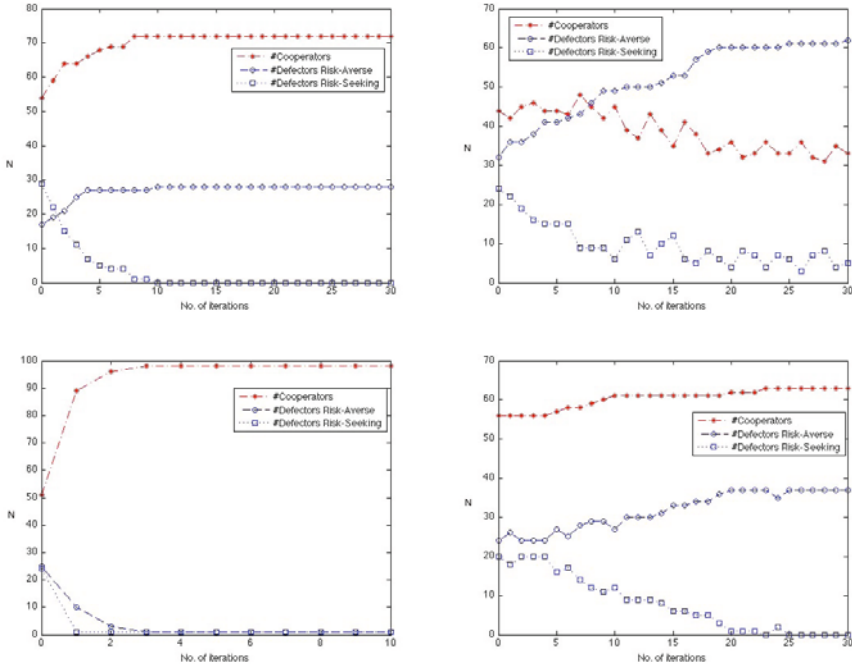 80
70
60
50
40
30
20
10
0
N
#Cooperators
#Defectors Risk-Averse
#Defectors Risk-Seeking
0 5 10 15 20 25 30
No. of iterations
70
60
50
40
30
20
10
0
N
#Cooperators
#Defectors Risk-Averse
#Defectors Risk-Seeking
0 5 10 15 20 25 30
No. of iterations
100
90
80
70
60
50
40
30
20
10
0
N
#Cooperators
#Defectors Risk-Averse
#Defectors Risk-Seeking
0 2 4 6 8 10
No. of iterations
70
60
50
40
30
20
10
0
N
#Cooperators
#Defectors Risk-Averse
#Defectors Risk-Seeking
0 5 10 15 20 25 30
No. of iterations